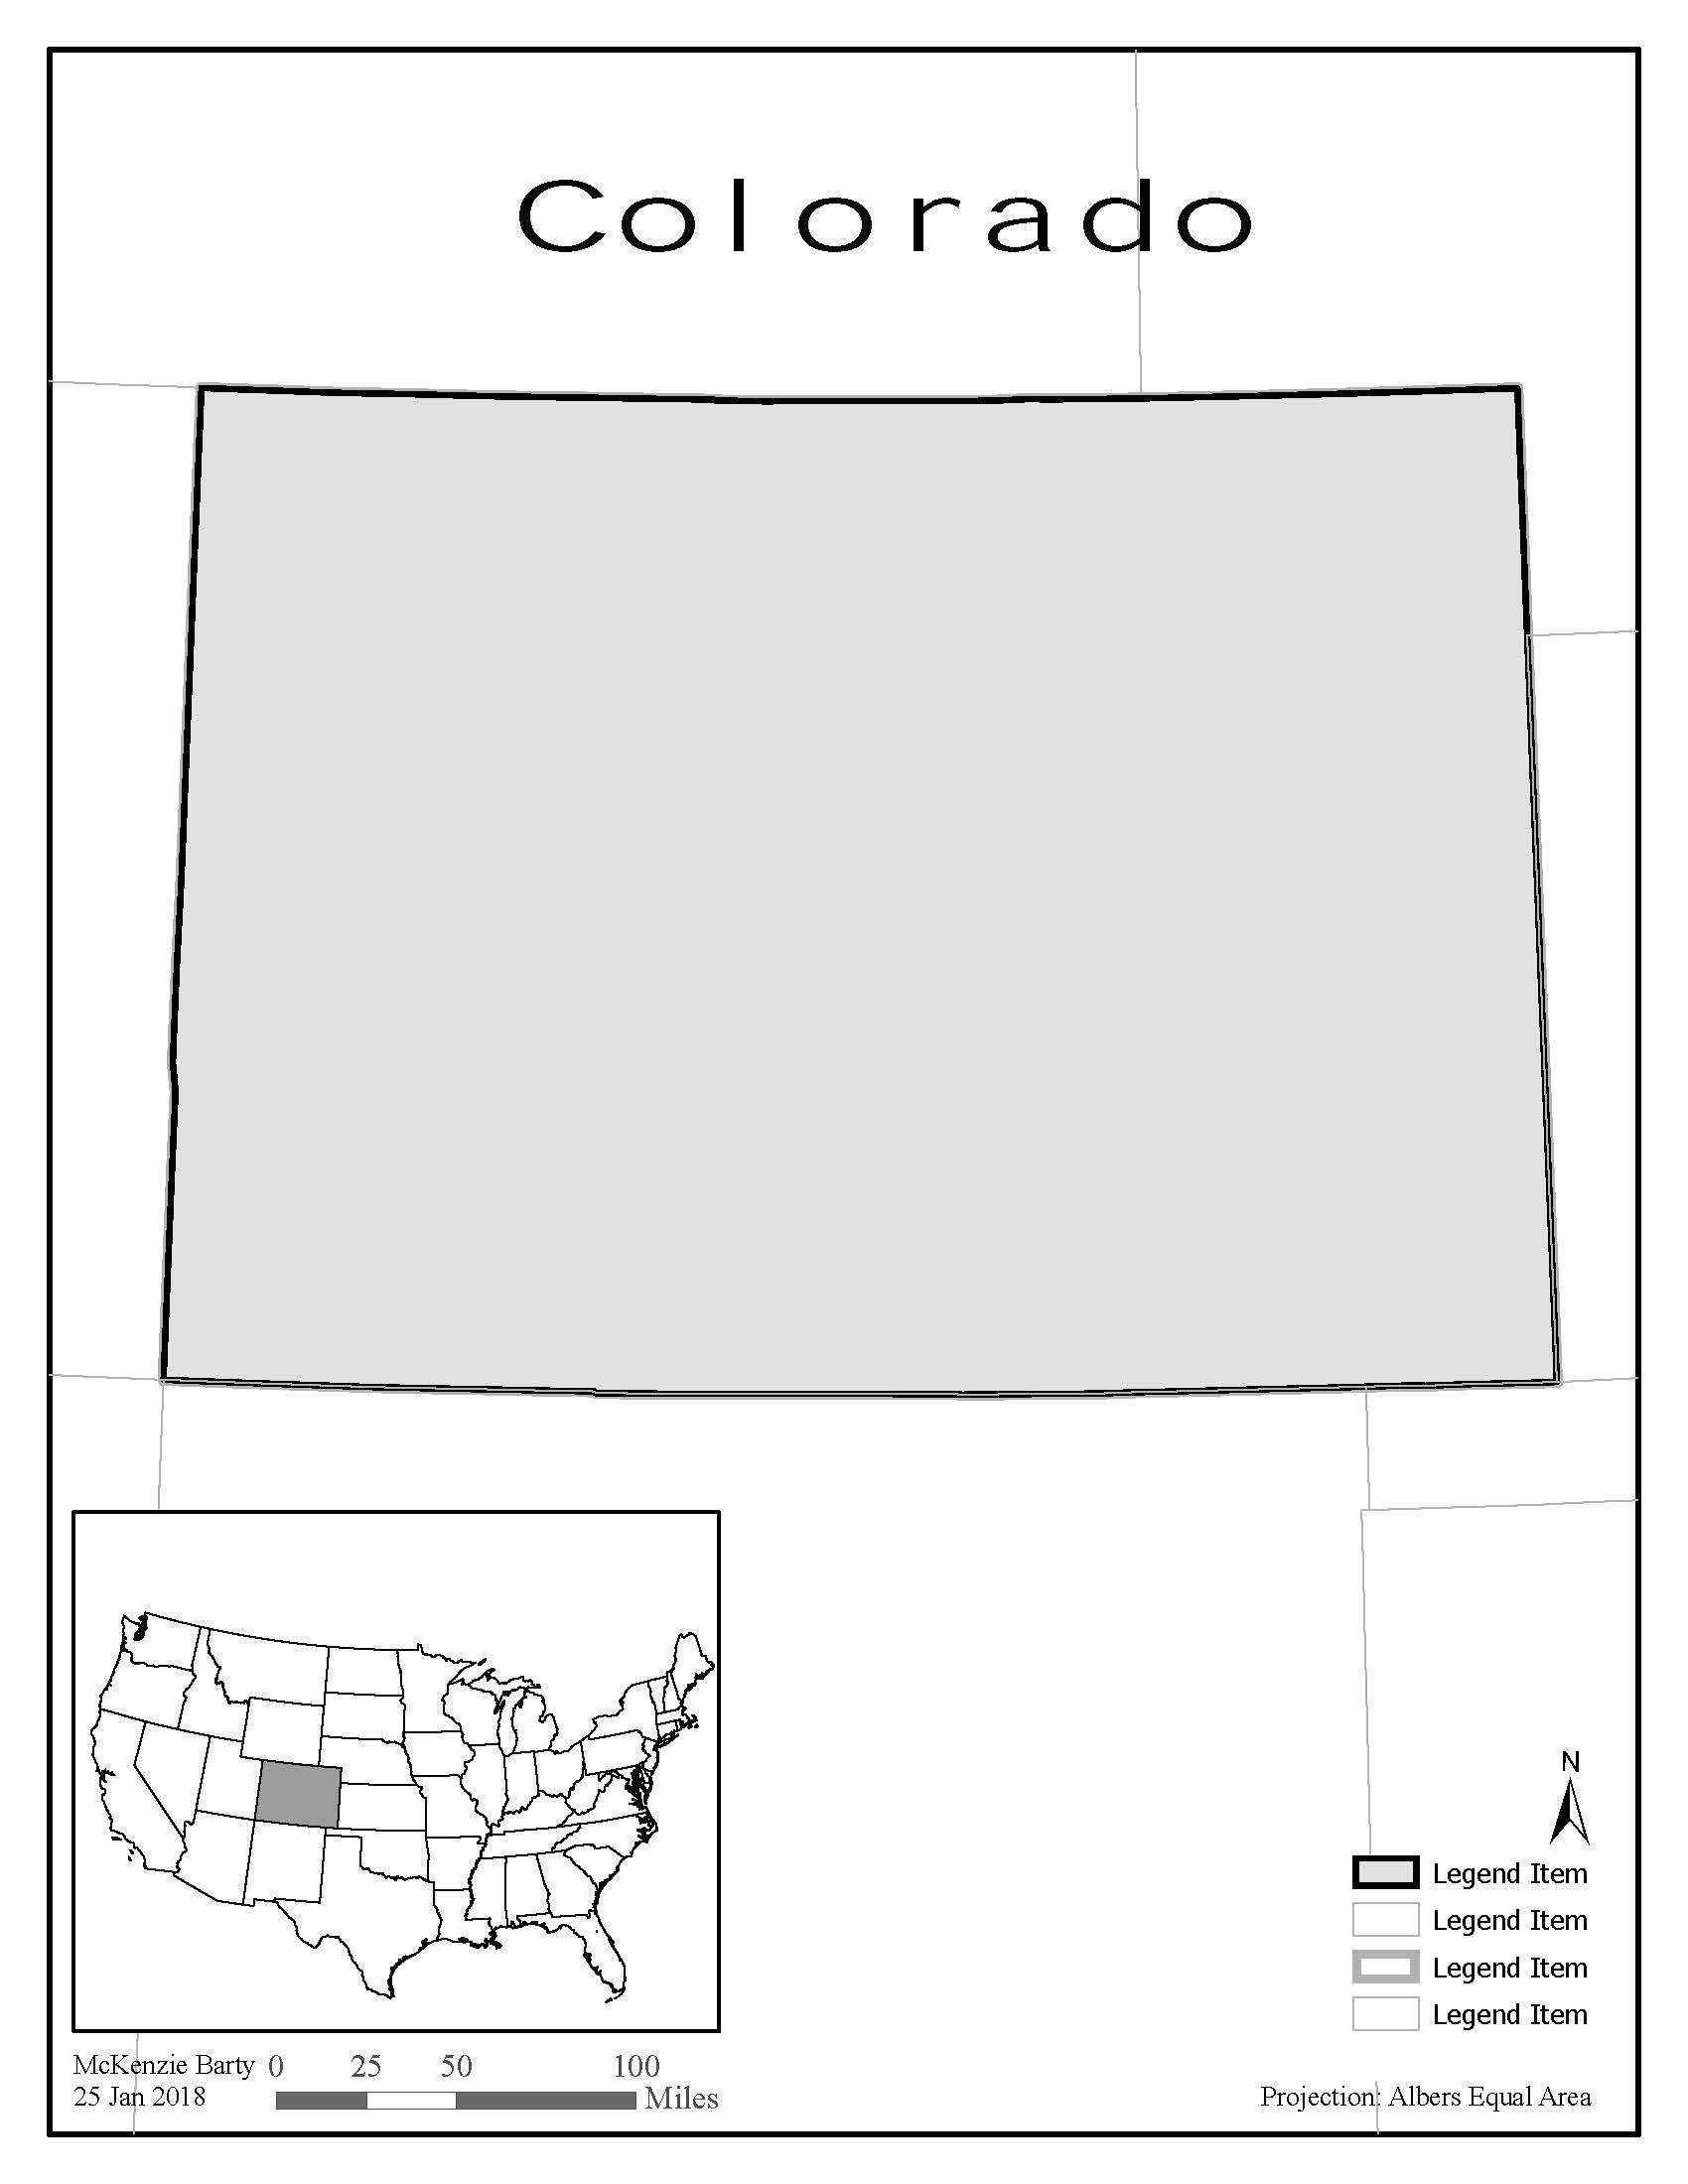 Colorado
N
Legend Item
Legend Item
Legend Item
Legend Item
McKenzie Barty
25 Jan 2018
0 25 50 100
Miles
Projection: Albers Equal Area